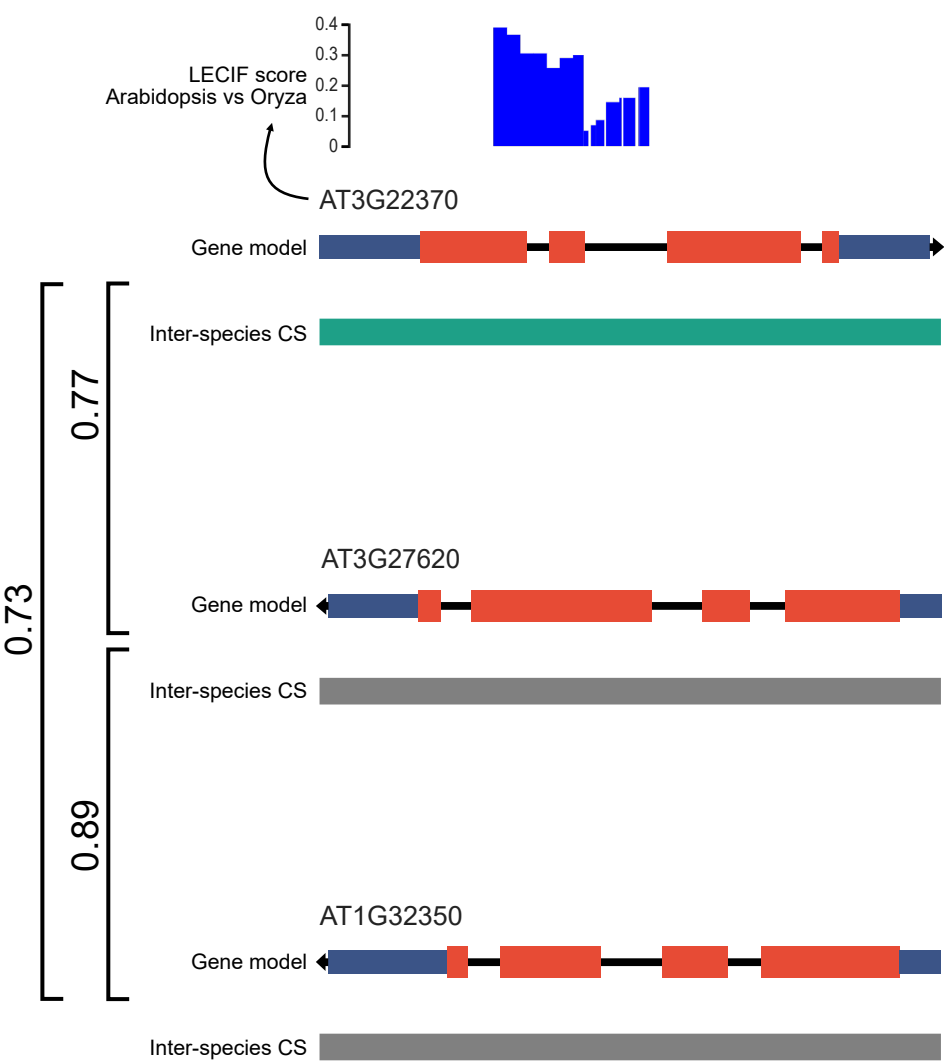 0.4
0.3
0.2
0.1
0
LECIF score
Arabidopsis vs Oryza
AT3G22370
Gene model
Inter-species CS
0.77
AT3G27620
Gene model
0.73
Inter-species CS
0.89
AT1G32350
Gene model
Inter-species CS